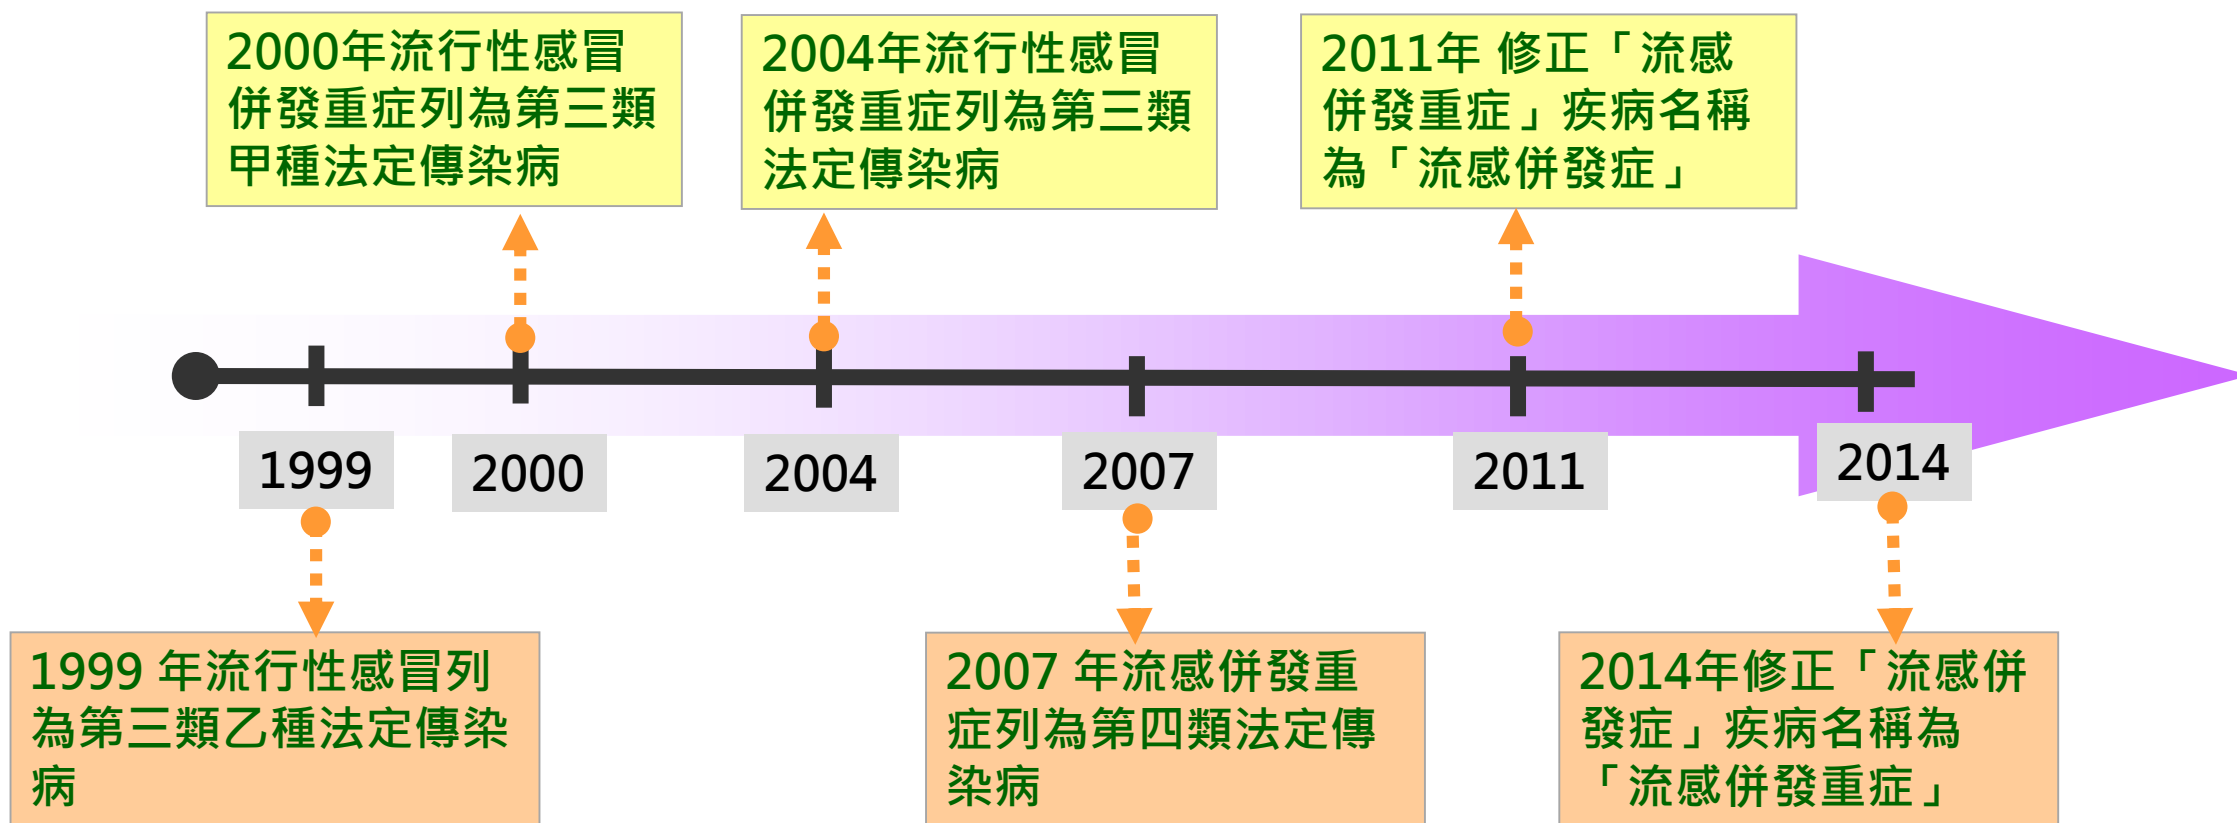 2000年流行性感冒
併發重症列為第三類
甲種法定傳染病
2004年流行性感冒
併發重症列為第三類
法定傳染病
2011年 修正「流感
併發重症」疾病名稱
為「流感併發症」
1999
2000
2004
2007
2011
2014
1999 年流行性感冒列
為第三類乙種法定傳染
病
2007 年流感併發重
症列為第四類法定傳
染病
2014年修正「流感併
發症」疾病名稱為
「流感併發重症」